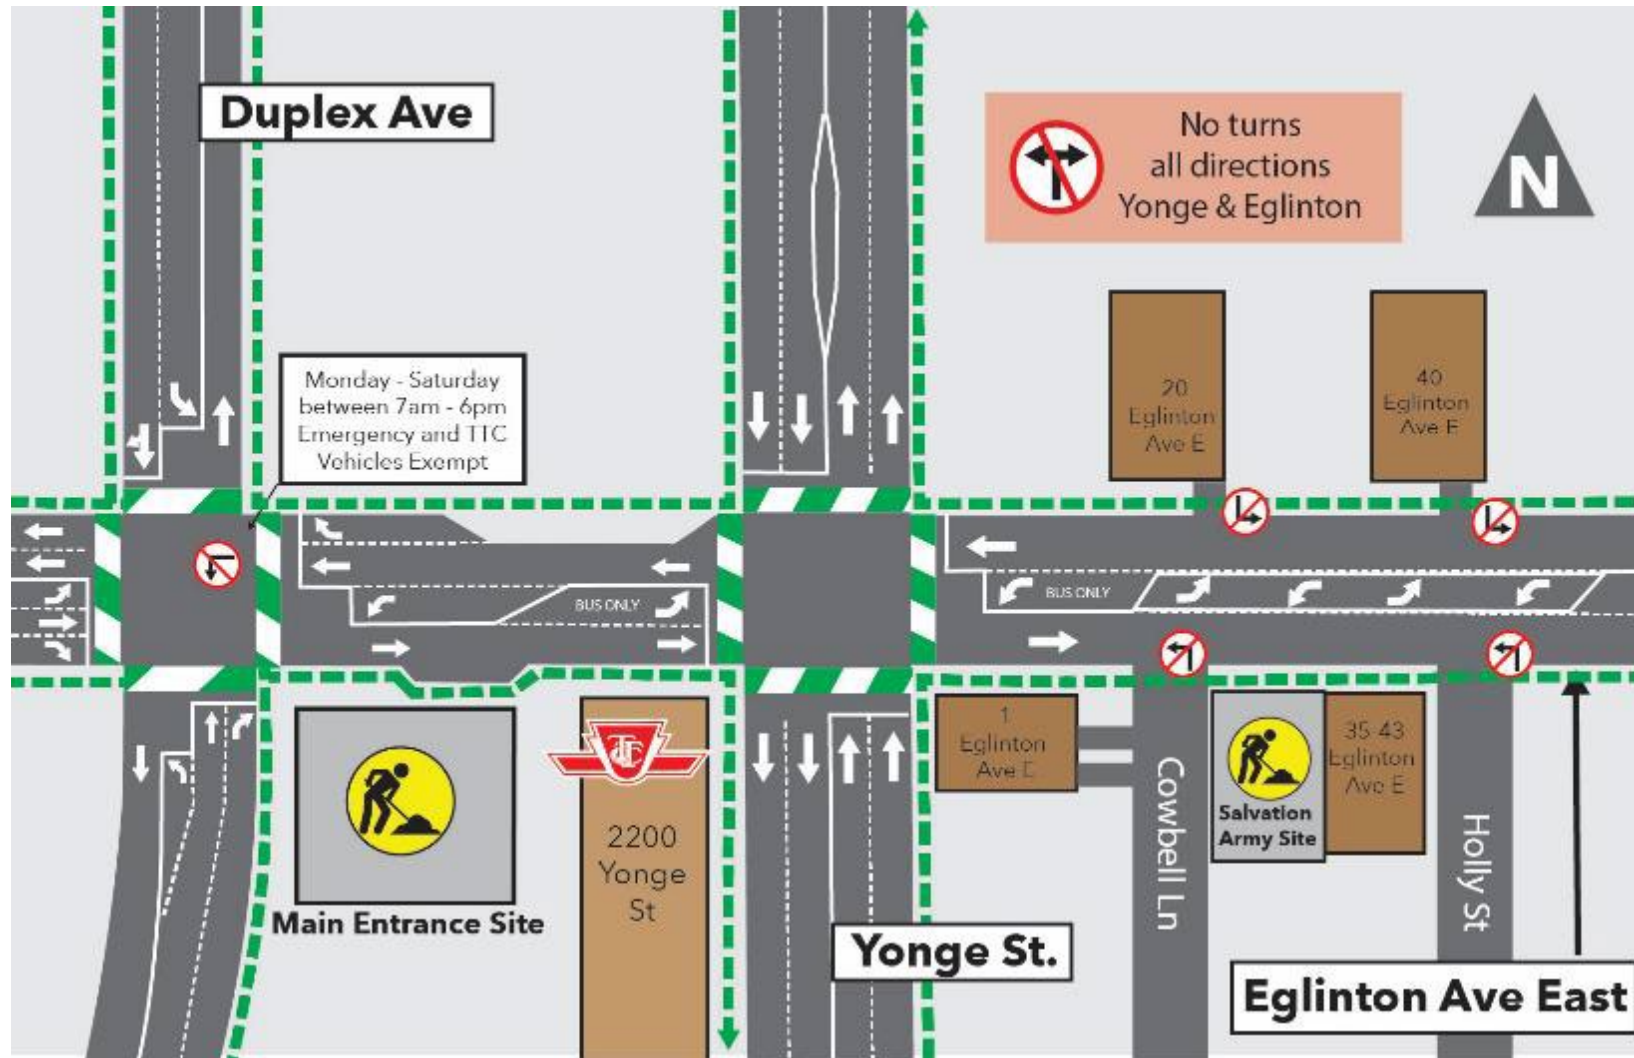 Duplex Ave
No turns
all directions
Yonge & Eglinton
N
Monday - Saturday
between 7am - 6pm
Emergency and TTC
Vehicles Exempt
20
Eglinton
Ave E
40
Eglinton
Ave E
BUS ONLY
BUS ONLY
Main Entrance Site
TTC
2200
Yonge
St
1
Eglinton
Ave E
Cowbell Ln
Salvation
Army Site
35-43
Eglinton
Ave E
Holly St
Yonge St.
Eglinton Ave East